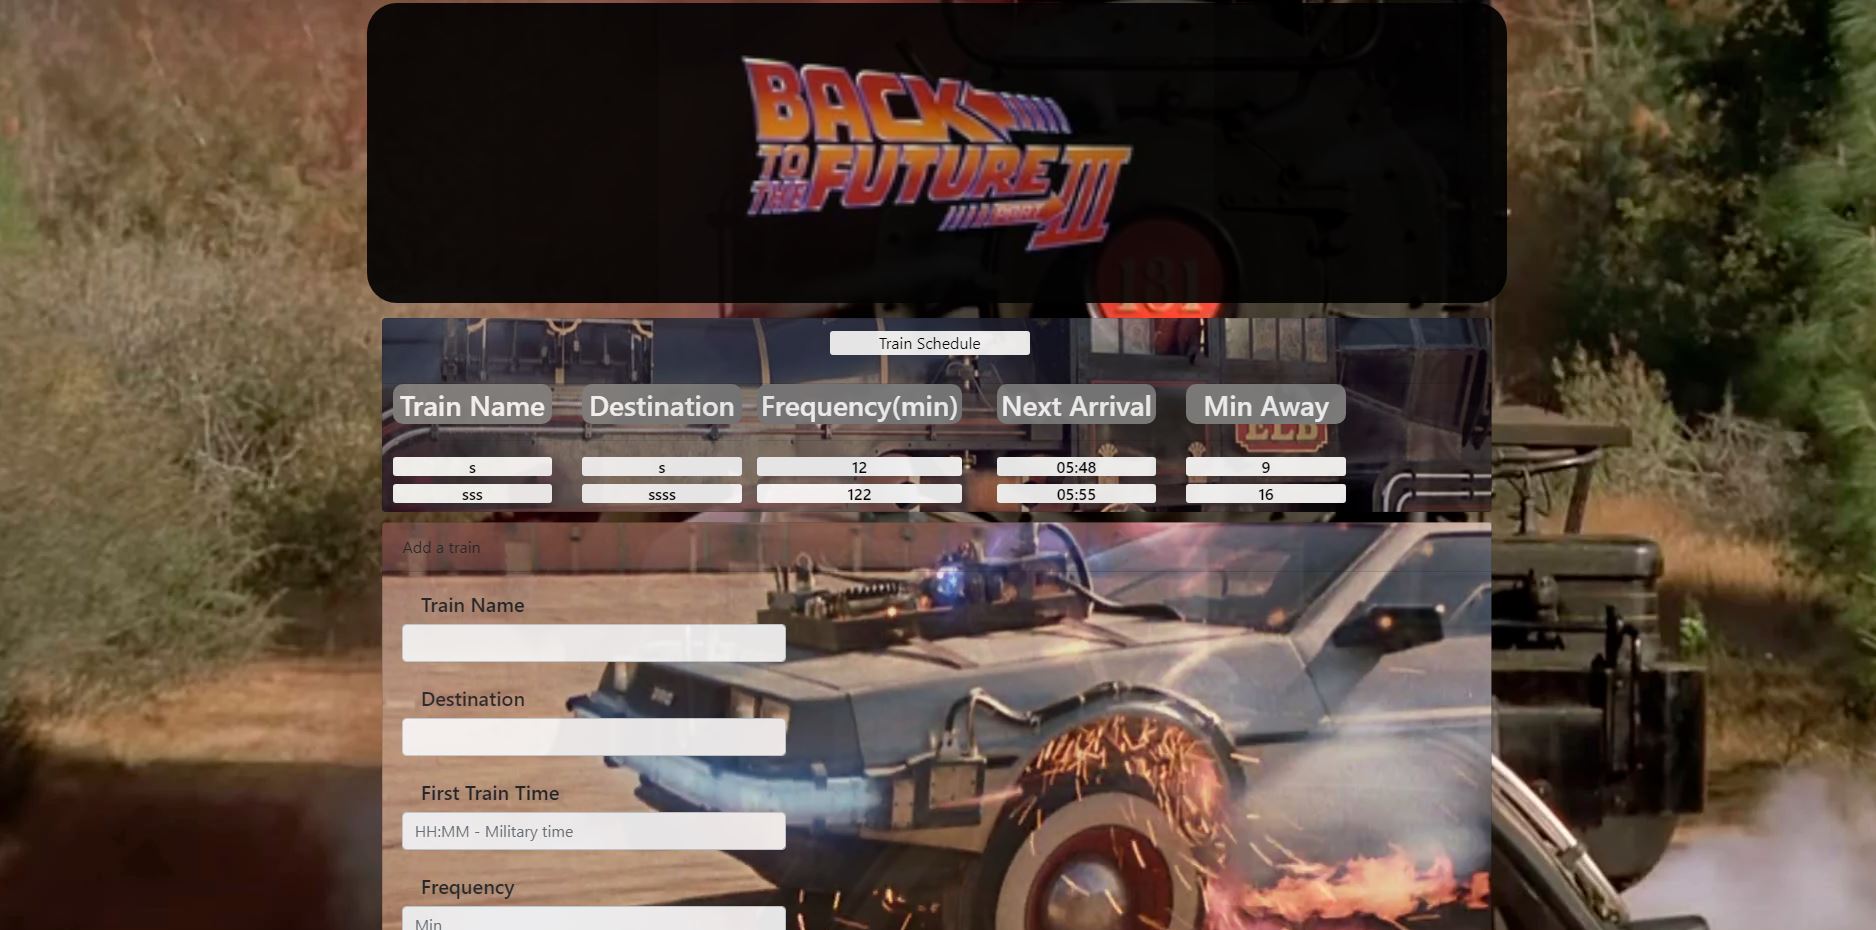 BACK
TO THE FUTURE III
PART
131
Train Schedule
Train Name Destination Frequency(min) Next Arrival Min Away
ELB
s s 12 05:48 9
sss ssss 122 05:55 16
Add a train
Train Name
Destination
First Train Time
HH:MM - Military time
Frequency
Min